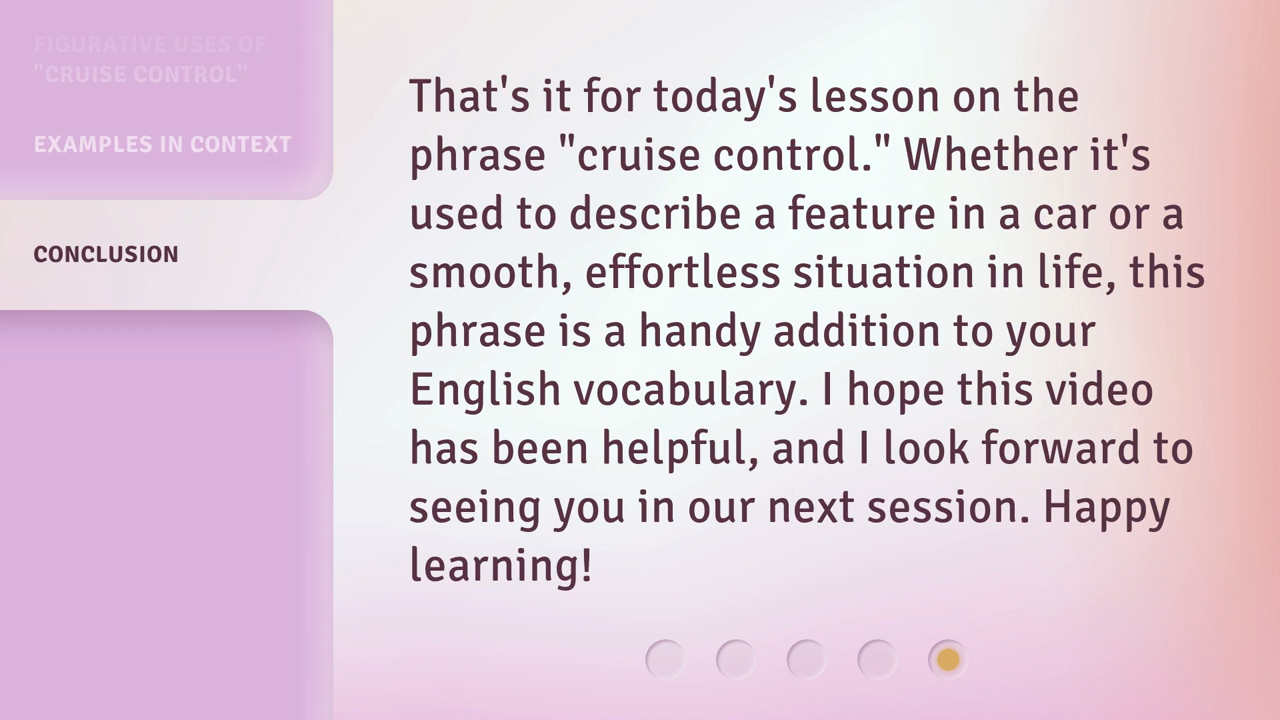 FIGURATIVE USES OF
"CRUISE CONTROL"
EXAMPLES IN CONTEXT
CONCLUSION
That's it for today's lesson on the
phrase "cruise control." Whether it's
used to describe a feature in a car or a
smooth, effortless situation in life, this
phrase is a handy addition to your
English vocabulary. I hope this video
has been helpful, and I look forward to
seeing you in our next session. Happy
learning!